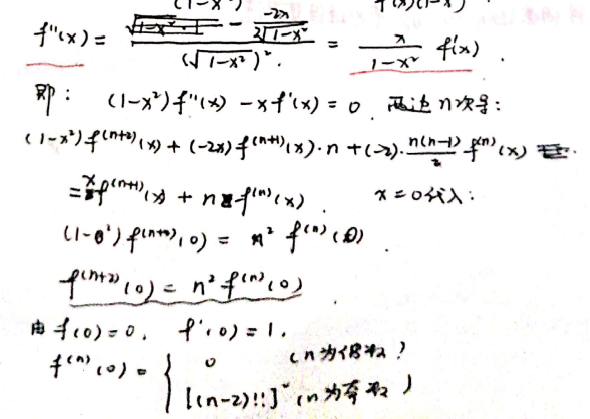 (1-x²) f(x)(1-x²)
f''(x) = -2x / 2√(1-x²) / (√(1-x²))². = x/(1-x²) f'(x).
即: (1-x²)f''(x) - xf'(x) = 0. 两边n次导:
(1-x²)f^(n+2)(x) + (-2x)f^(n+1)(x)·n + (-2)·n(n-1)/2 f^(n)(x)
= xf^(n+1)(x) + n f^(n)(x). x=0代入:
(1-0²)f^(n+2)(0) = n² f^(n)(0)
f^(n+2)(0) = n² f^(n)(0)
由 f(0)=0, f'(0)=1.
f^(n)(0) = { 0 (n为偶数)
[(n-2)!!]² (n为奇数)